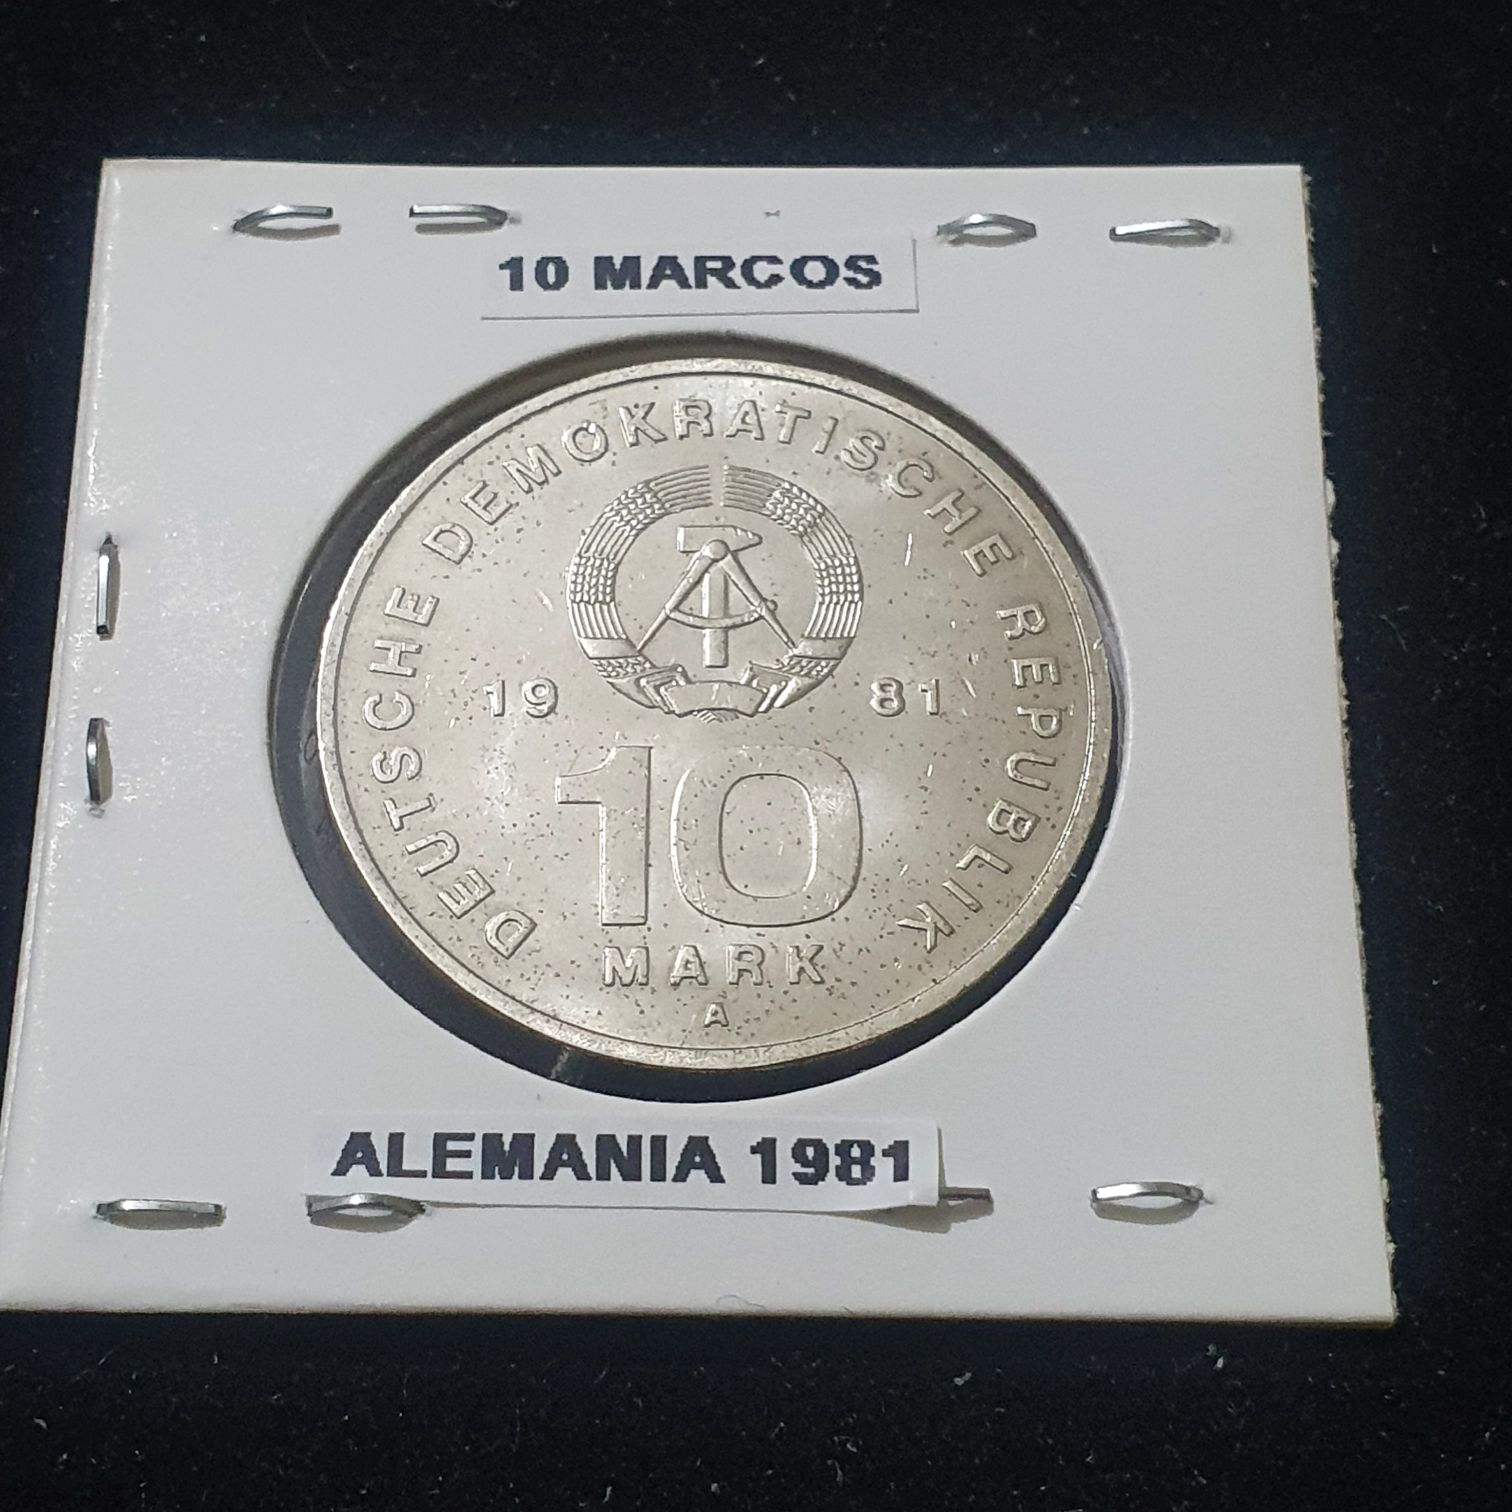 10 MARCOS
DEUTSCHE DEMOKRATISCHE REPUBLIK
19 81
10
MARK
A
ALEMANIA 1981